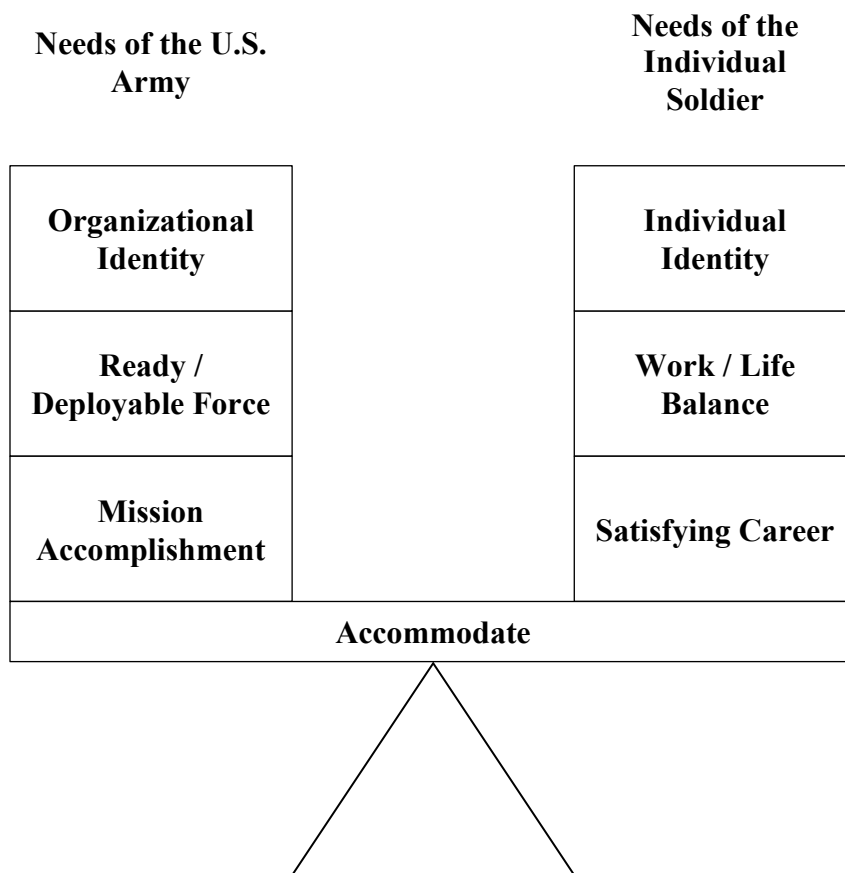 Needs of the U.S.
Army
Needs of the
Individual
Soldier
Organizational
Identity
Individual
Identity
Ready /
Deployable Force
Work / Life
Balance
Mission
Accomplishment
Satisfying Career
Accommodate